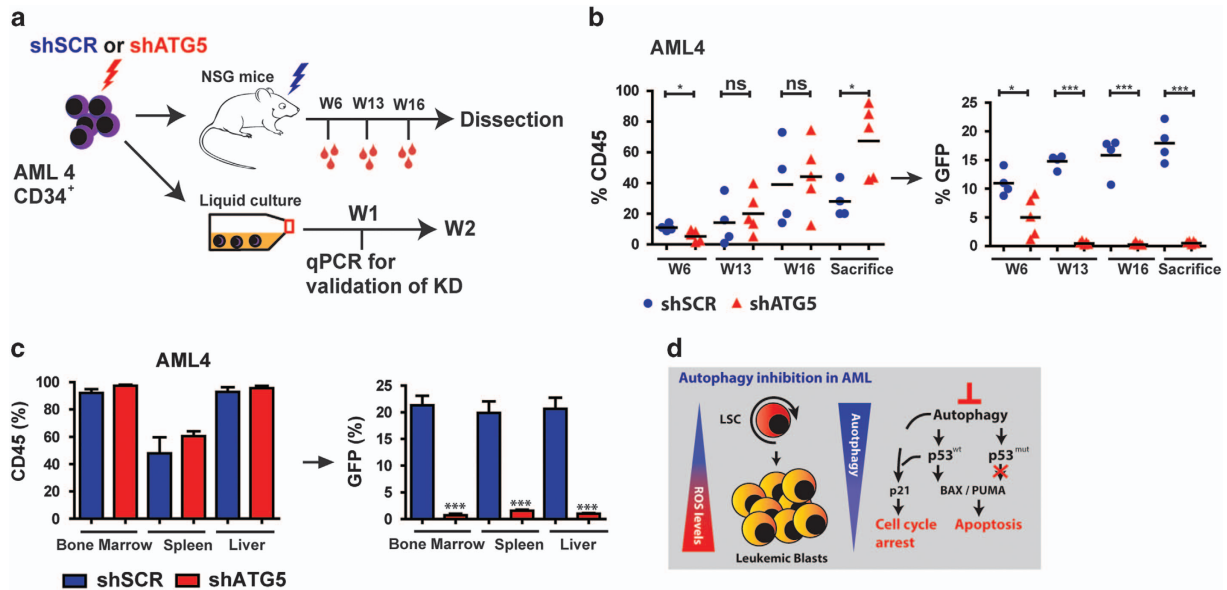 a
shSCR or shATG5
NSG mice
W6 W13 W16
Dissection
AML 4
CD34+
Liquid culture
W1
W2
qPCR for
validation of KD
b
AML4
% CD45
100
80
60
40
20
0
* ns ns *
W6 W13 W16 Sacrifice
% GFP
25
20
15
10
5
0
* *** *** ***
W6 W13 W16 Sacrifice
shSCR shATG5
c
AML4
CD45 (%)
100
80
60
40
20
0
Bone Marrow Spleen Liver
GFP (%)
25
20
15
10
5
0
*** *** ***
Bone Marrow Spleen Liver
shSCR shATG5
d
Autophagy inhibition in AML
ROS levels
LSC
Leukemic Blasts
Auotphagy
Autophagy
p53wt p53mut
p21 BAX / PUMA
Cell cycle Apoptosis
arrest